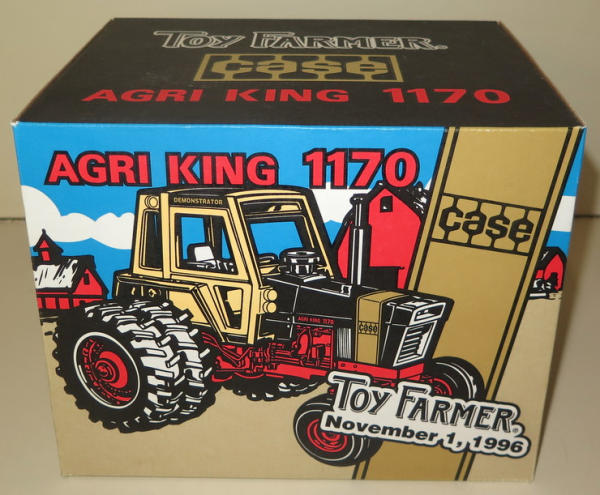 TOY FARMER®
CASE
AGRI KING 1170
AGRI KING 1170
case
DEMONSTRATOR
AGRI KING 1170
case
TOY FARMER®
November 1, 1996